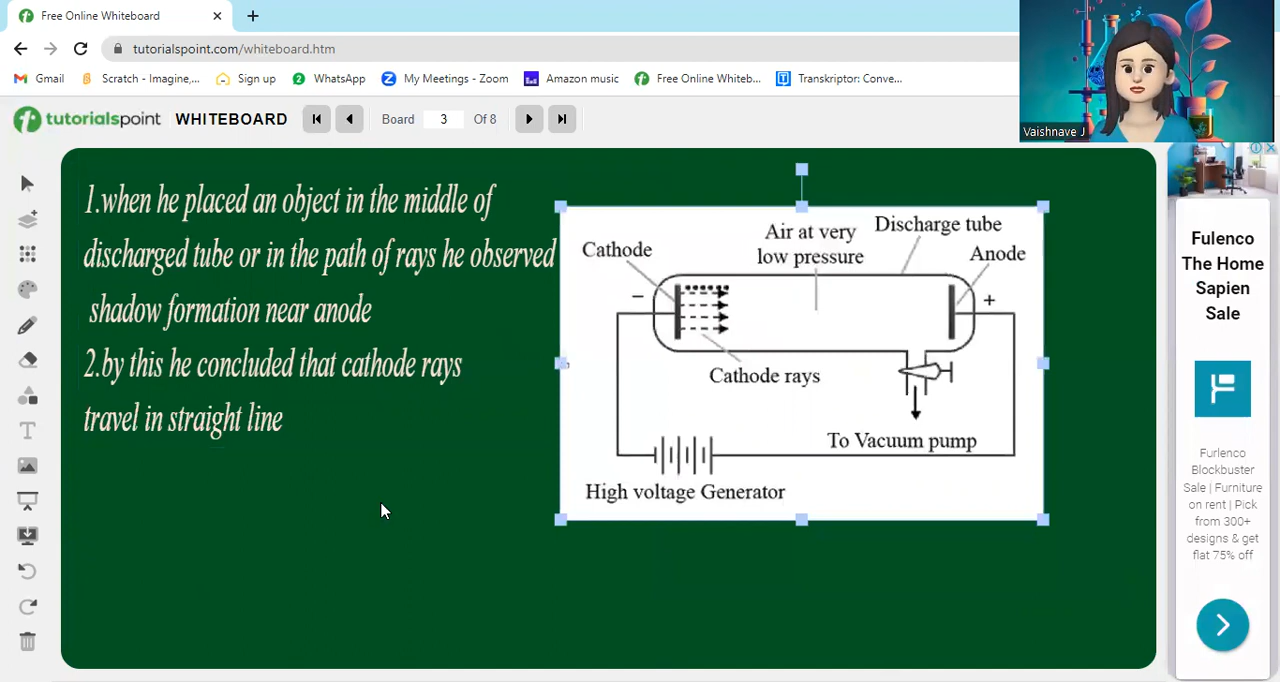 Free Online Whiteboard
tutorialspoint.com/whiteboard.htm
Gmail
Scratch - Imagine,...
Sign up
WhatsApp
My Meetings - Zoom
Amazon music
Free Online Whiteb...
Transkriptor: Conve...
Vaishnave J
tutorialspoint
WHITEBOARD
Board 3 Of 8
1.when he placed an object in the middle of
discharged tube or in the path of rays he observed
shadow formation near anode
2.by this he concluded that cathode rays
travel in straight line
Cathode
Air at very
low pressure
Discharge tube
Anode
−
+
Cathode rays
To Vacuum pump
High voltage Generator
Fulenco
The Home
Sapien
Sale
Furlenco
Blockbuster
Sale | Furniture
on rent | Pick
from 300+
designs & get
flat 75% off